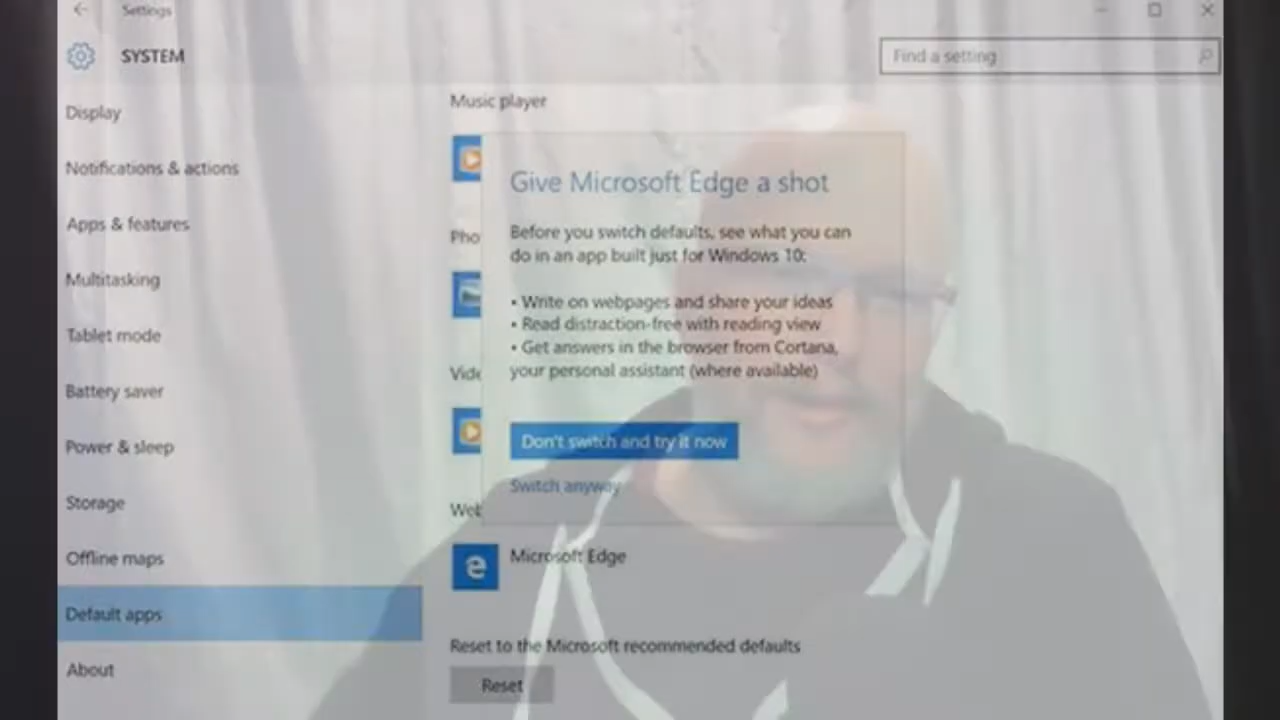 Settings
SYSTEM
Find a setting
Display
Notifications & actions
Apps & features
Multitasking
Tablet mode
Battery saver
Power & sleep
Storage
Offline maps
Default apps
About
Music player
Pho
Vide
Web
Give Microsoft Edge a shot
Before you switch defaults, see what you can
do in an app built just for Windows 10:
• Write on webpages and share your ideas
• Read distraction-free with reading view
• Get answers in the browser from Cortana,
your personal assistant (where available)
Don't switch and try it now
Switch anyway
Microsoft Edge
Reset to the Microsoft recommended defaults
Reset